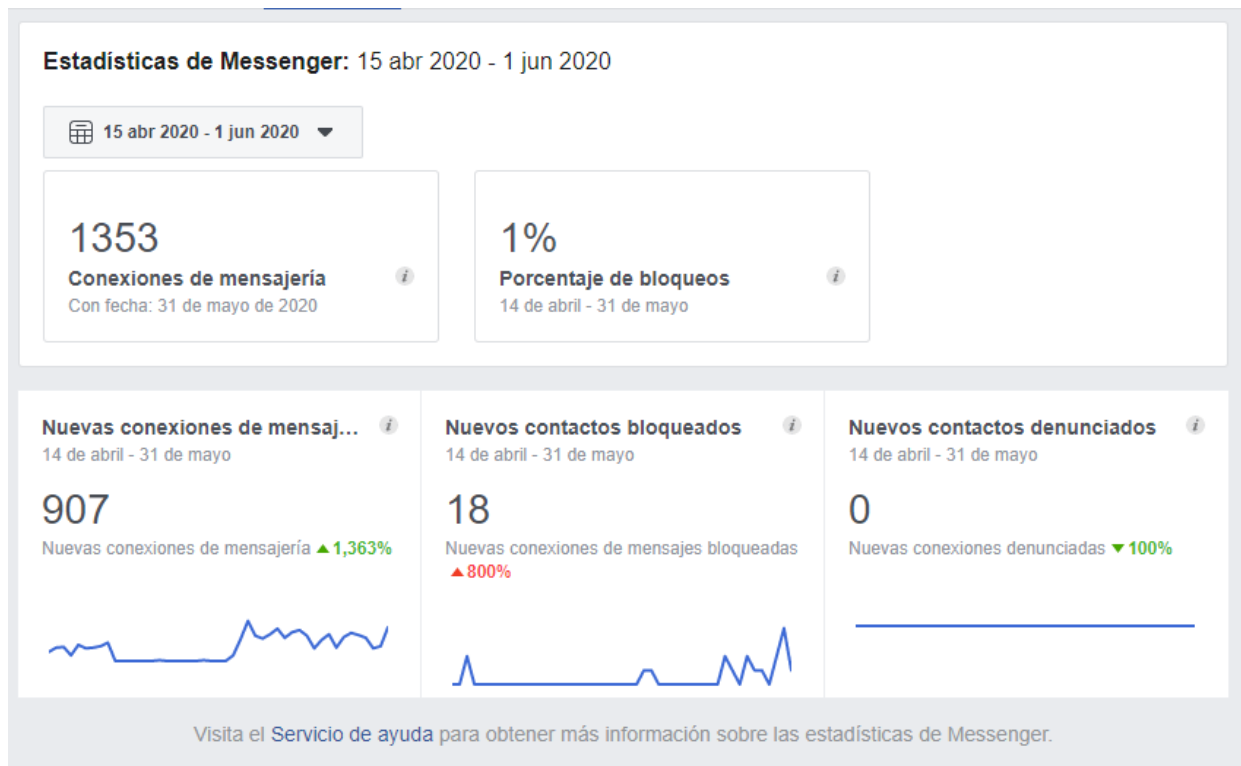 Estadísticas de Messenger: 15 abr 2020 - 1 jun 2020
15 abr 2020 - 1 jun 2020
1353
Conexiones de mensajería
Con fecha: 31 de mayo de 2020
1%
Porcentaje de bloqueos
14 de abril - 31 de mayo
Nuevas conexiones de mensaj...
14 de abril - 31 de mayo
907
Nuevas conexiones de mensajería ▲1,363%
Nuevos contactos bloqueados
14 de abril - 31 de mayo
18
Nuevas conexiones de mensajes bloqueadas
▲800%
Nuevos contactos denunciados
14 de abril - 31 de mayo
0
Nuevas conexiones denunciadas ▼100%
Visita el Servicio de ayuda para obtener más información sobre las estadísticas de Messenger.